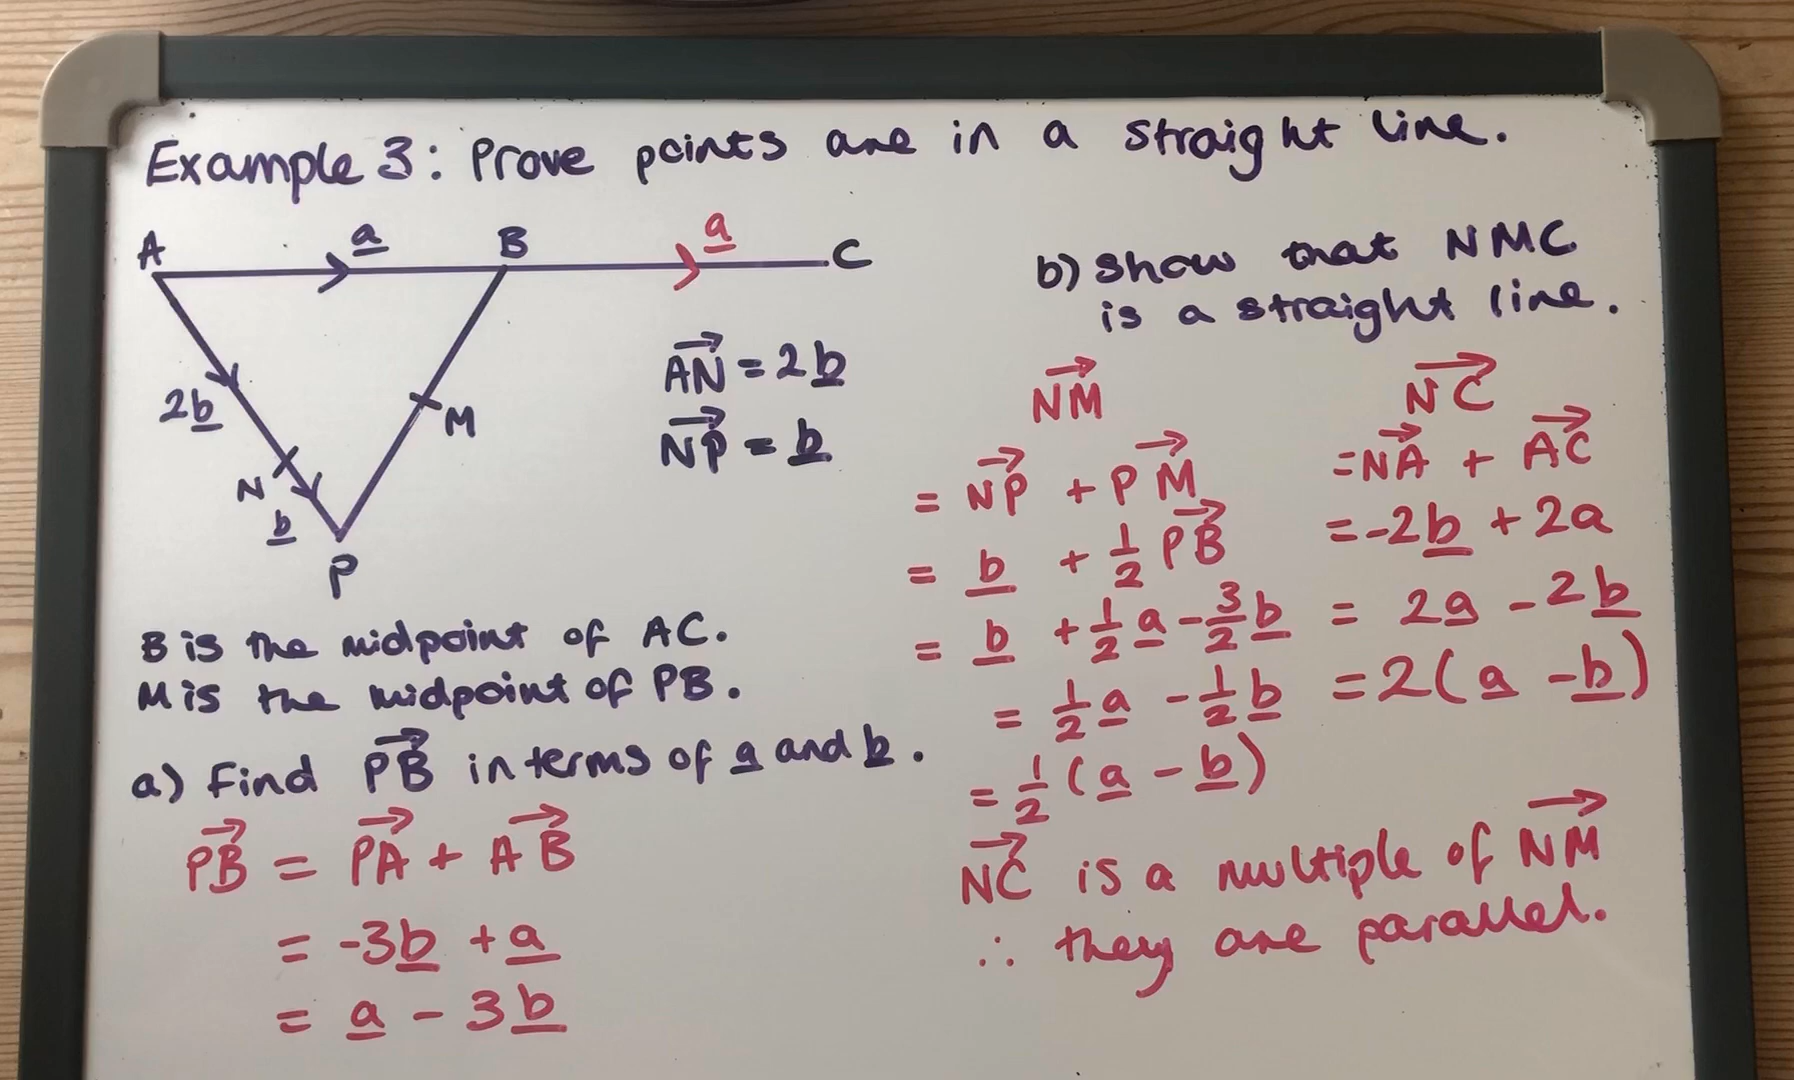 Example 3: Prove points are in a straight line.
A
a
B
a
C
2b
N
b
P
M
AN = 2b
NP = b
B is the midpoint of AC.
M is the midpoint of PB.
a) Find PB in terms of a and b.
PB = PA + AB
= -3b + a
= a - 3b
b) Show that NMC
is a straight line.
NM
= NP + PM
= b + 1/2 PB
= b + 1/2 a - 3/2 b
= 1/2 a - 1/2 b
= 1/2 (a - b)
NC
= NA + AC
= -2b + 2a
= 2a - 2b
= 2(a - b)
NC is a multiple of NM
∴ they are parallel.